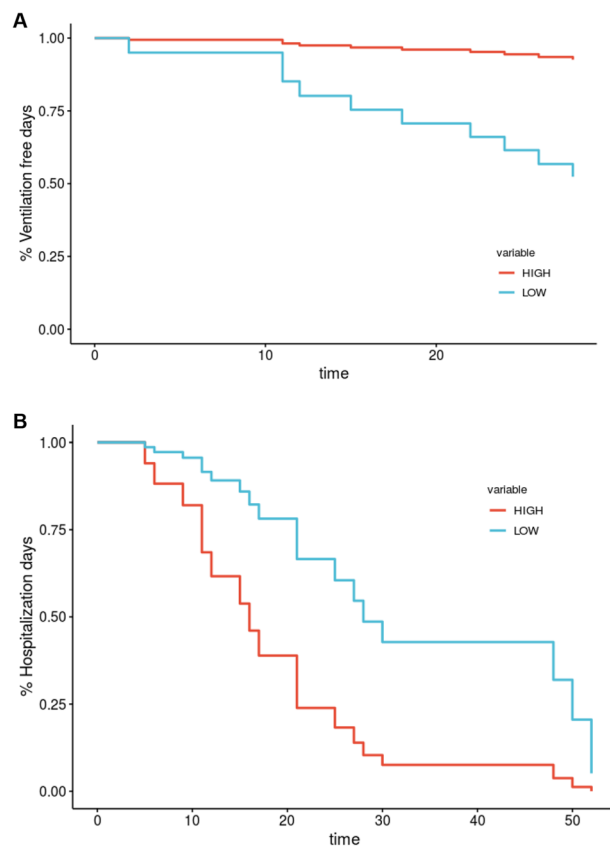 A
1.00
0.75
0.50
0.25
0.00
% Ventilation free days
variable
HIGH
LOW
0 10 20
time
B
1.00
0.75
0.50
0.25
0.00
% Hospitalization days
variable
HIGH
LOW
0 10 20 30 40 50
time